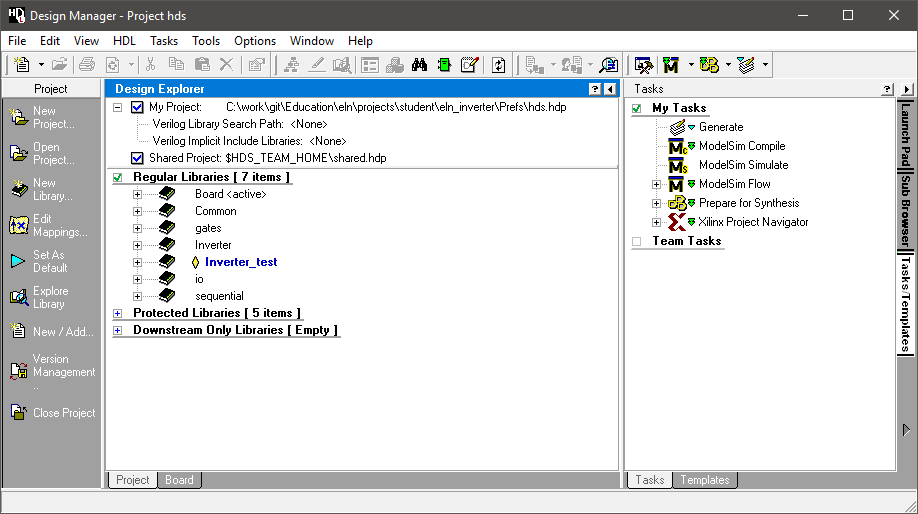 Design Manager - Project hds
File Edit View HDL Tasks Tools Options Window Help
Project
New
Project...
Open
Project...
New
Library...
Edit
Mappings...
Set As
Default
Explore
Library
New / Add...
Version
Management
..
Close Project
Design Explorer
My Project: C:\work\git\Education\eln\projects\student\eln_inverter\Prefs\hds.hdp
Verilog Library Search Path: <None>
Verilog Implicit Include Libraries: <None>
Shared Project: $HDS_TEAM_HOME\shared.hdp
Regular Libraries [ 7 items ]
Board <active>
Common
gates
Inverter
Inverter_test
io
sequential
Protected Libraries [ 5 items ]
Downstream Only Libraries [ Empty ]
Project Board
Tasks
My Tasks
Generate
ModelSim Compile
ModelSim Simulate
ModelSim Flow
Prepare for Synthesis
Xilinx Project Navigator
Team Tasks
Tasks Templates
Launch Pad
Sub Browser
Tasks/Templates